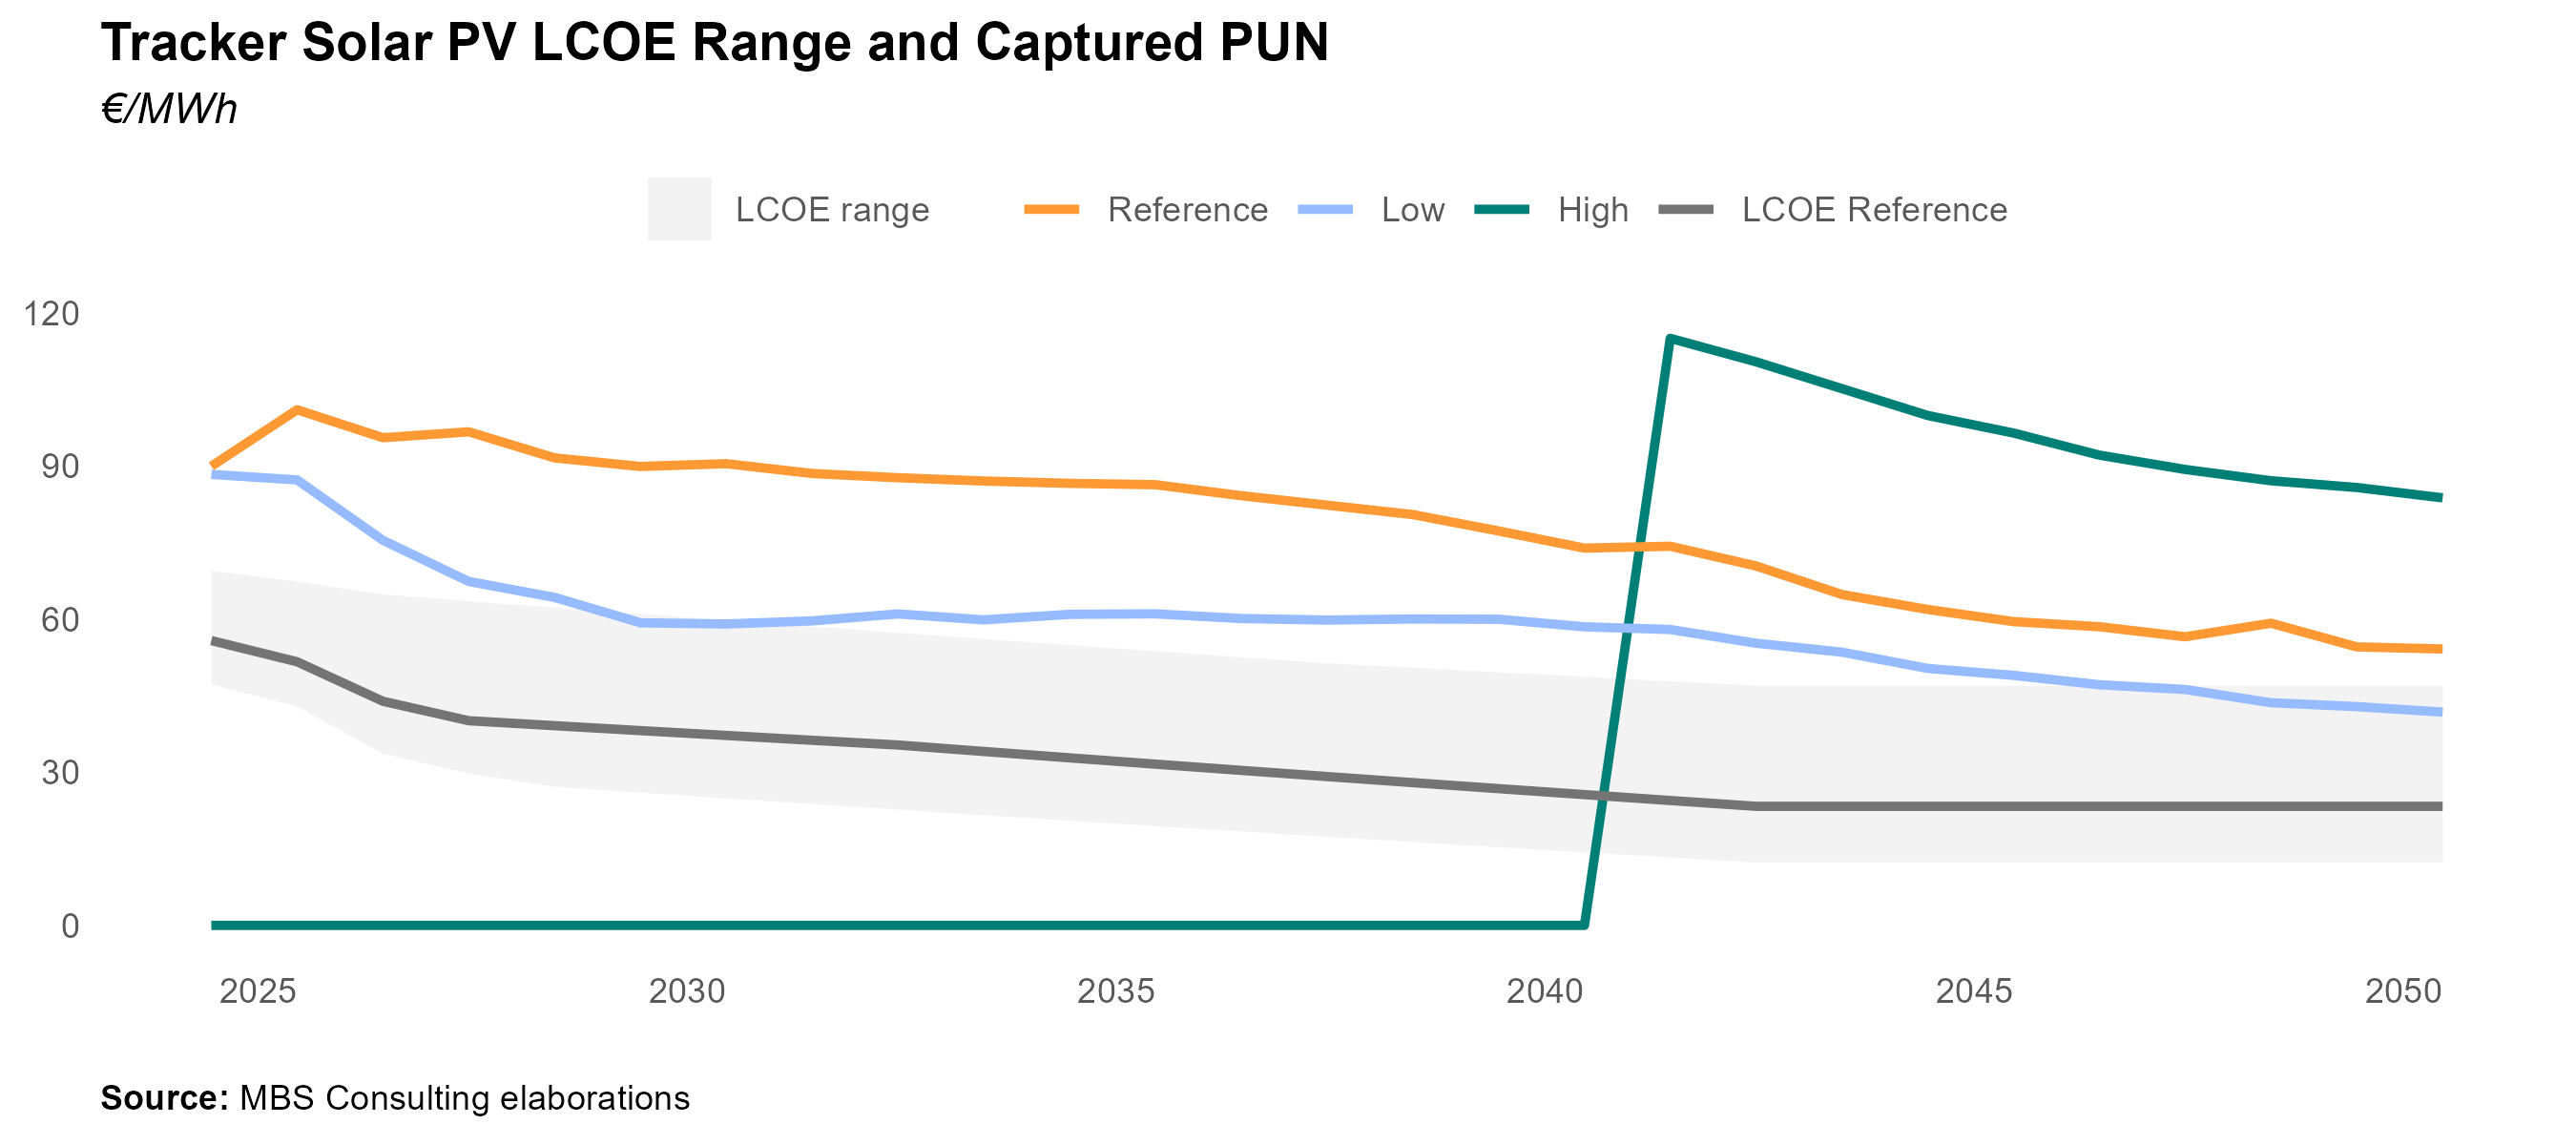 Tracker Solar PV LCOE Range and Captured PUN
€/MWh
LCOE range Reference Low High LCOE Reference
120
90
60
30
0
2025 2030 2035 2040 2045 2050
Source: MBS Consulting elaborations